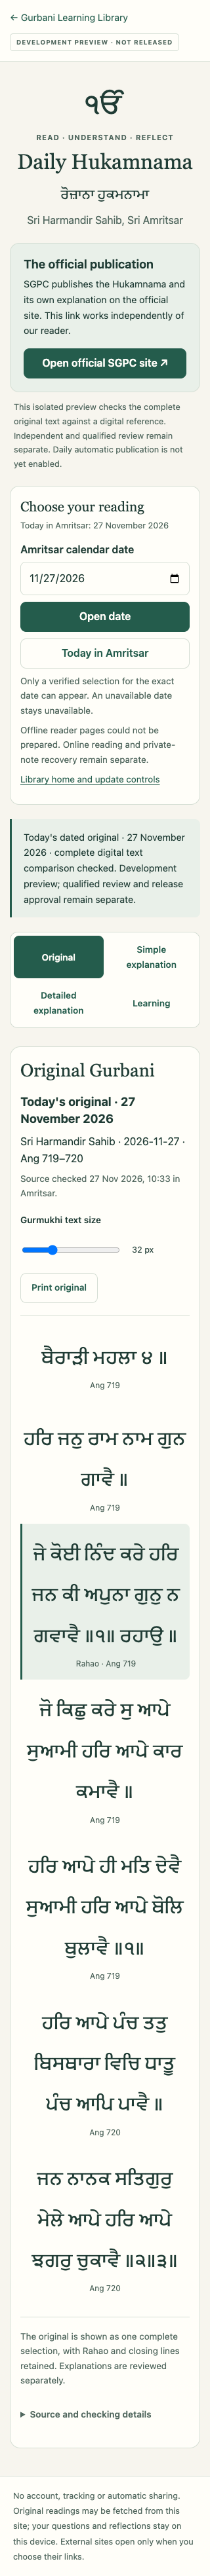 ← Gurbani Learning Library
DEVELOPMENT PREVIEW · NOT RELEASED
ੴ
READ · UNDERSTAND · REFLECT
Daily Hukamnama
ਰੋਜ਼ਾਨਾ ਹੁਕਮਨਾਮਾ
Sri Harmandir Sahib, Sri Amritsar
The official publication
SGPC publishes the Hukamnama and
its own explanation on the official
site. This link works independently of
our reader.
Open official SGPC site ↗
This isolated preview checks the complete
original text against a digital reference.
Independent and qualified review remain
separate. Daily automatic publication is not
yet enabled.
Choose your reading
Today in Amritsar: 27 November 2026
Amritsar calendar date
11/27/2026
Open date
Today in Amritsar
Only a verified selection for the exact
date can appear. An unavailable date
stays unavailable.
Offline reader pages could not be
prepared. Online reading and private-
note recovery remain separate.
Library home and update controls
Today's dated original · 27 November
2026 · complete digital text
comparison checked. Development
preview; qualified review and release
approval remain separate.
Original
Simple
explanation
Detailed
explanation
Learning
Original Gurbani
Today's original · 27
November 2026
Sri Harmandir Sahib · 2026-11-27 ·
Ang 719–720
Source checked 27 Nov 2026, 10:33 in
Amritsar.
Gurmukhi text size
32 px
Print original
ਬੈਰਾੜੀ ਮਹਲਾ ੪ ॥
Ang 719
ਹਰਿ ਜਨੁ ਰਾਮ ਨਾਮ ਗੁਨ
ਗਾਵੈ ॥
Ang 719
ਜੇ ਕੋਈ ਨਿੰਦ ਕਰੇ ਹਰਿ
ਜਨ ਕੀ ਅਪੁਨਾ ਗੁਨੁ ਨ
ਗਵਾਵੈ ॥੧॥ ਰਹਾਉ ॥
Rahao · Ang 719
ਜੋ ਕਿਛੁ ਕਰੇ ਸੁ ਆਪੇ
ਸੁਆਮੀ ਹਰਿ ਆਪੇ ਕਾਰ
ਕਮਾਵੈ ॥
Ang 719
ਹਰਿ ਆਪੇ ਹੀ ਮਤਿ ਦੇਵੈ
ਸੁਆਮੀ ਹਰਿ ਆਪੇ ਬੋਲਿ
ਬੁਲਾਵੈ ॥੧॥
Ang 719
ਹਰਿ ਆਪੇ ਪੰਚ ਤਤੁ
ਬਿਸਥਾਰਾ ਵਿਚਿ ਧਾਤੂ
ਪੰਚ ਆਪਿ ਪਾਵੈ ॥
Ang 720
ਜਨ ਨਾਨਕ ਸਤਿਗੁਰੁ
ਮੇਲੇ ਆਪੇ ਹਰਿ ਆਪੇ
ਝਗਰੁ ਚੁਕਾਵੈ ॥੨॥੩॥
Ang 720
The original is shown as one complete
selection, with Rahao and closing lines
retained. Explanations are reviewed
separately.
▶ Source and checking details
No account, tracking or automatic sharing.
Original readings may be fetched from this
site; your questions and reflections stay on
this device. External sites open only when you
choose their links.